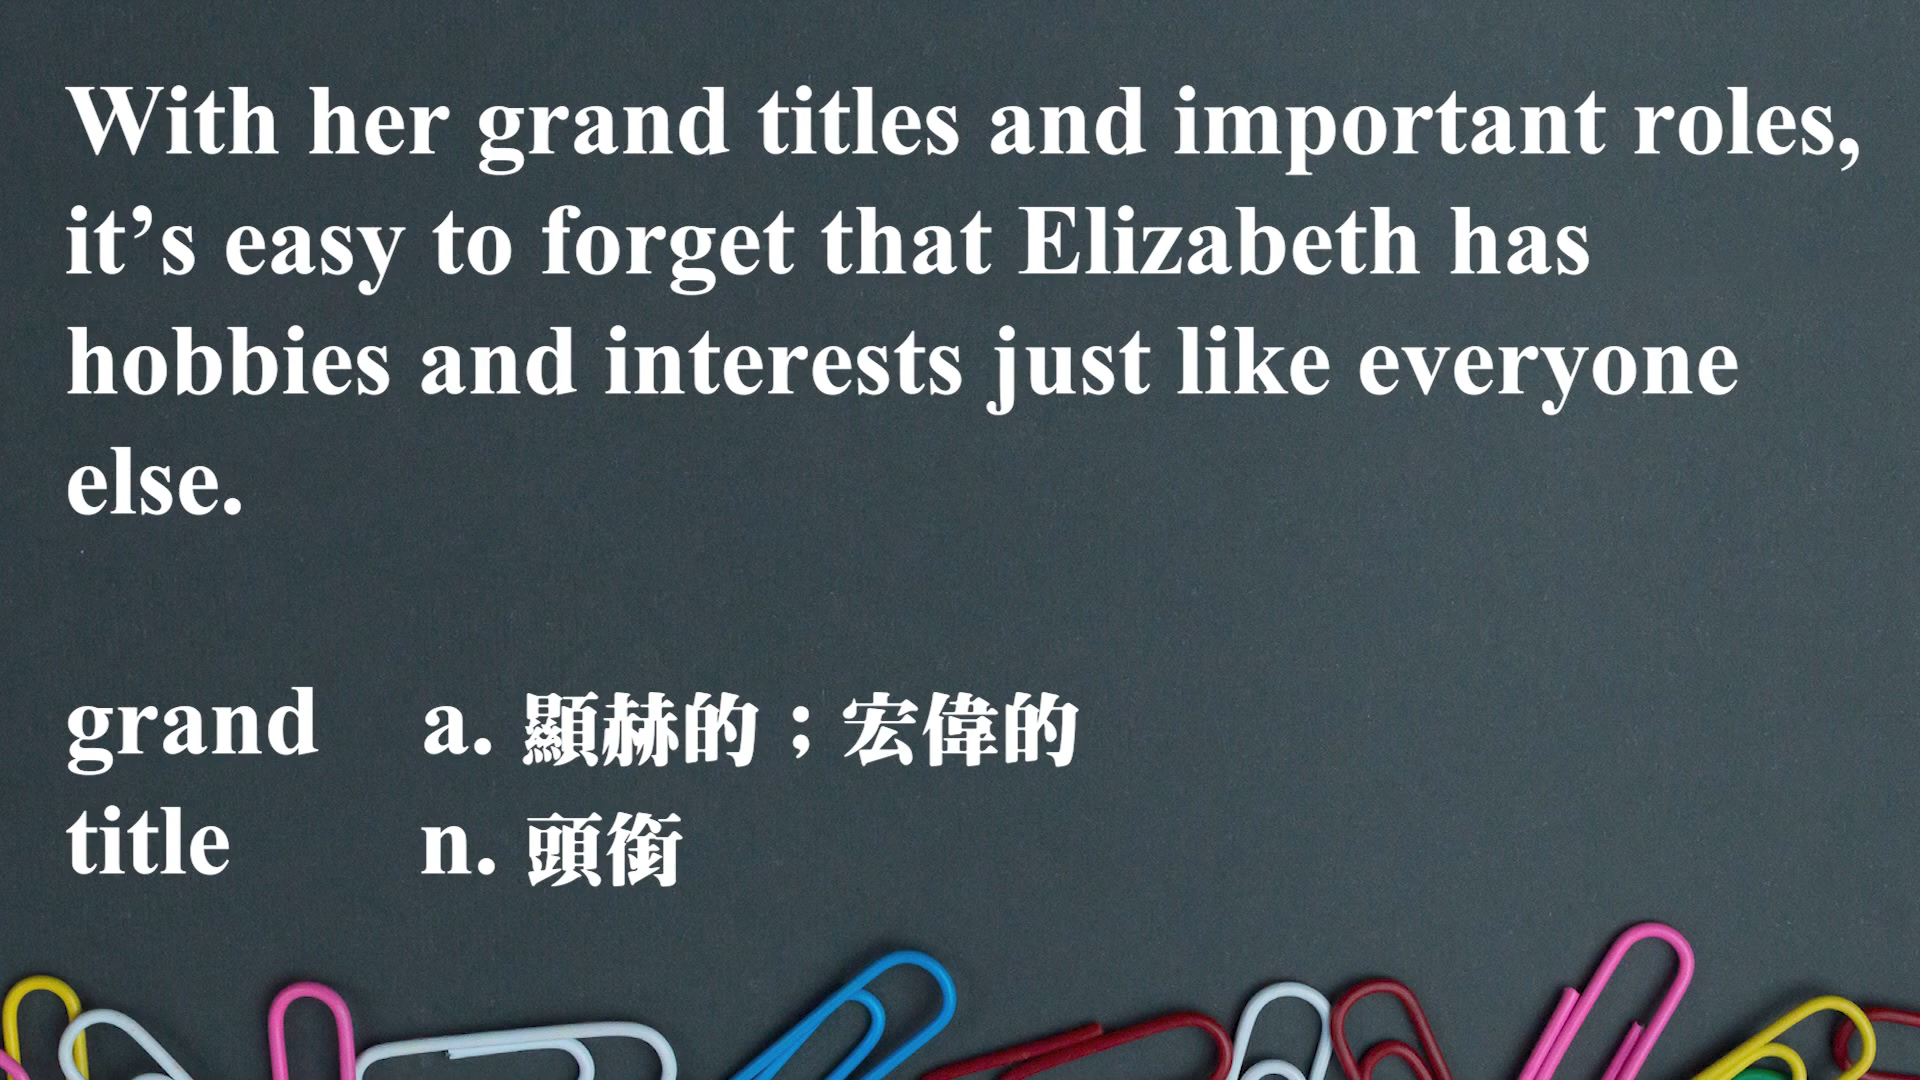 With her grand titles and important roles,
it’s easy to forget that Elizabeth has
hobbies and interests just like everyone
else.
grand a. 顯赫的；宏偉的
title n. 頭銜